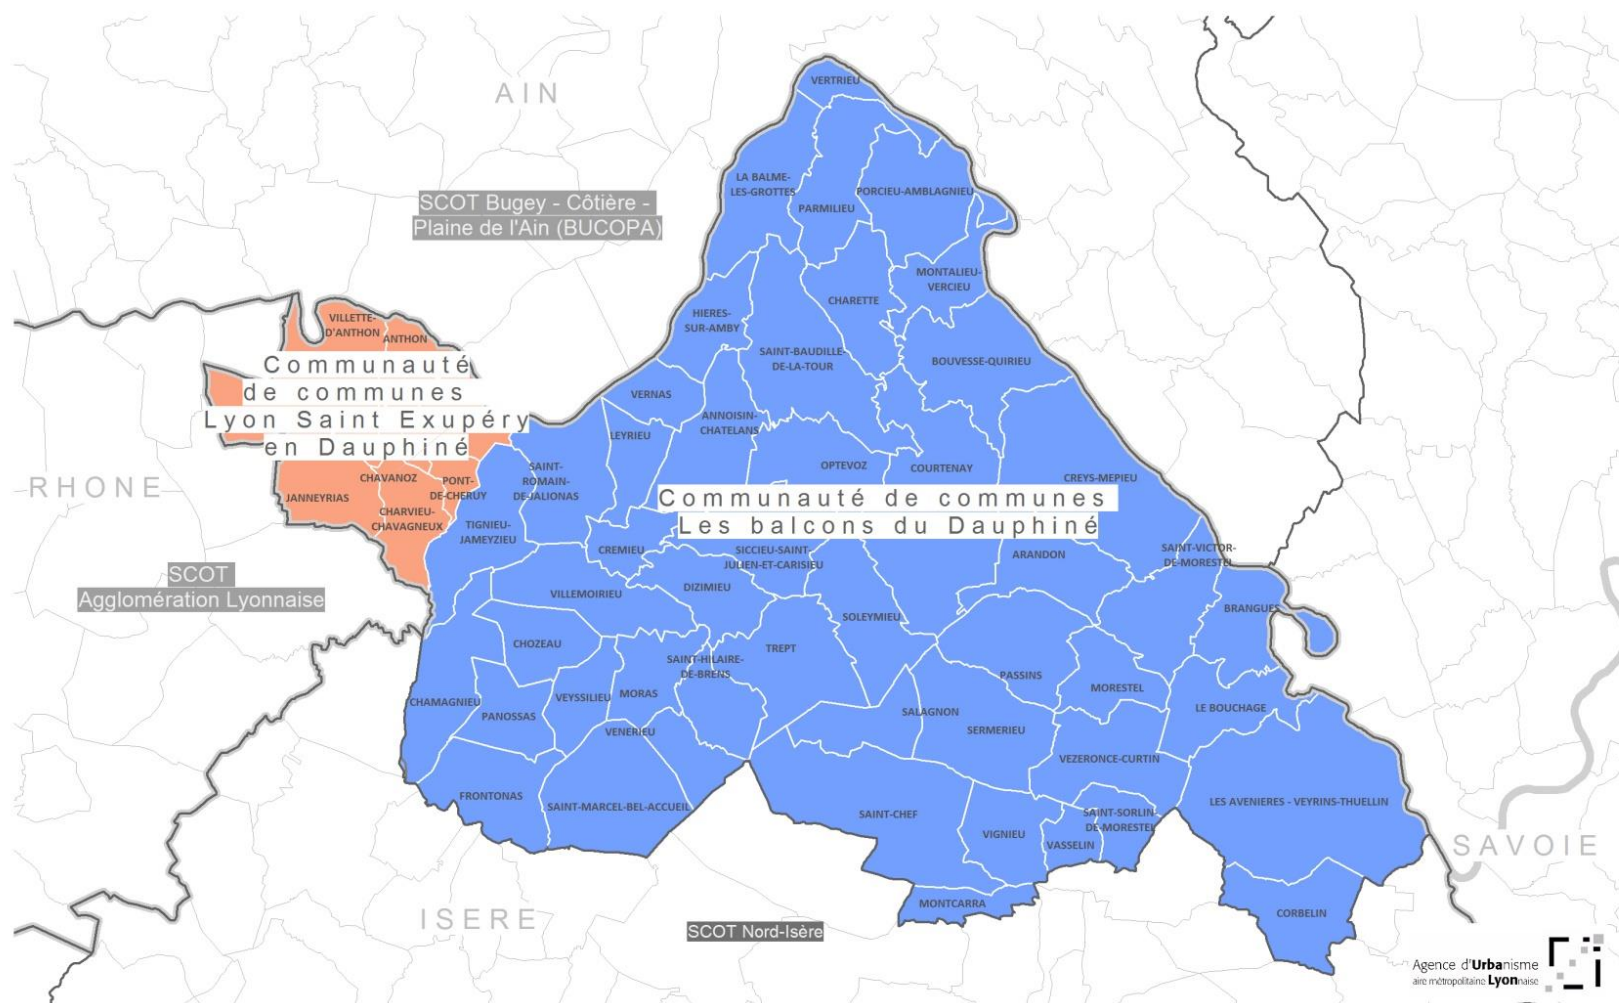 VERTRIEU
AIN
LA BALME-
LES-GROTTES
PORCIEU-AMBLAGNIEU
PARMILIEU
SCOT Bugey - Côtière -
Plaine de l'Ain (BUCOPA)
MONTALIEU-
VERCIEU
CHARETTE
HIERES-
SUR-AMBY
VILLETTE-
D'ANTHON
ANTHON
SAINT-BAUDILLE-
DE-LA-TOUR
BOUVESSE-QUIRIEU
Communauté
de communes
Lyon Saint Exupéry
en Dauphiné
VERNAS
ANNOISIN-
CHATELANS
LEYRIEU
OPTEVOZ
COURTENAY
CREYS-MEPIEU
SAINT-
ROMAIN-
DE-JALIONAS
CHAVANOZ
PONT-
DE-CHERUY
RHONE
JANNEYRIAS
CHARVIEU-
CHAVAGNEUX
Communauté de communes
Les balcons du Dauphiné
TIGNIEU-
JAMEYZIEU
CREMIEU
SICCIEU-SAINT-
JULIEN-ET-CARISIEU
ARANDON
SAINT-VICTOR-
DE-MORESTEL
SCOT
Agglomération Lyonnaise
VILLEMOIRIEU
DIZIMIEU
BRANGUES
SOLEYMIEU
CHOZEAU
TREPT
SAINT-HILAIRE-
DE-BRENS
PASSINS
MORESTEL
CHAMAGNIEU
PANOSSAS
VEYSSILIEU
MORAS
SALAGNON
LE BOUCHAGE
VENERIEU
SERMERIEU
VEZERONCE-CURTIN
FRONTONAS
SAINT-MARCEL-BEL-ACCUEIL
SAINT-CHEF
LES AVENIERES - VEYRINS-THUELLIN
SAINT-SORLIN-
DE-MORESTEL
VIGNIEU
VASSELIN
SAVOIE
MONTCARRA
CORBELIN
ISERE
SCOT Nord-Isère
Agence d'Urbanisme
aire métropolitaine Lyonnaise